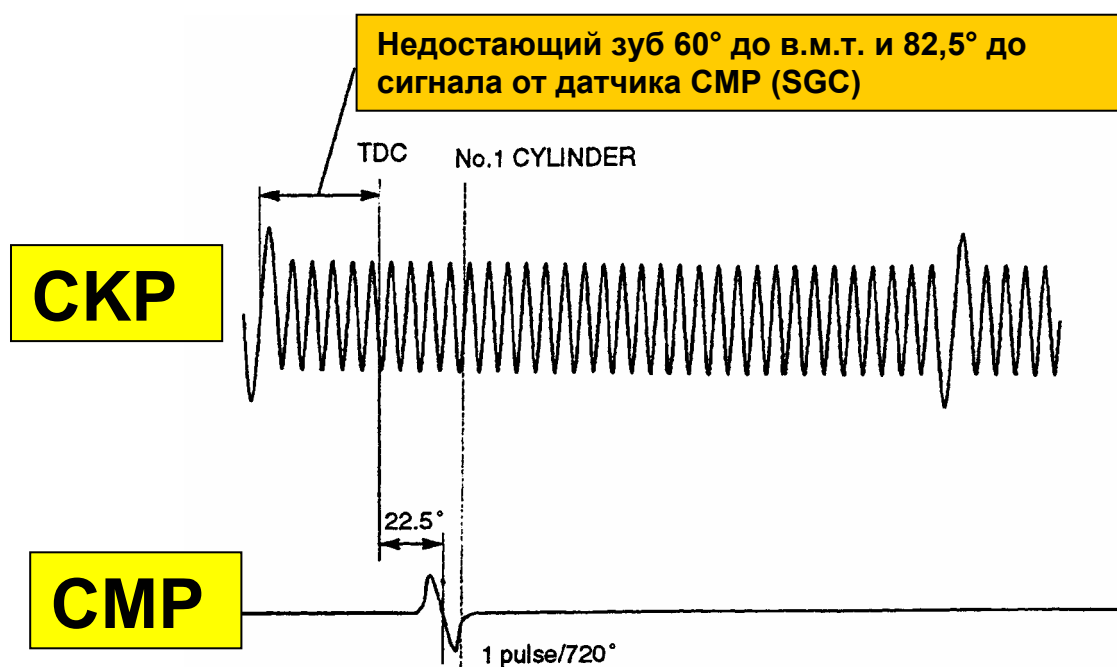 Недостающий зуб 60° до в.м.т. и 82,5° до
сигнала от датчика CMP (SGC)
TDC
No.1 CYLINDER
CKP
22.5°
CMP
1 pulse/720°